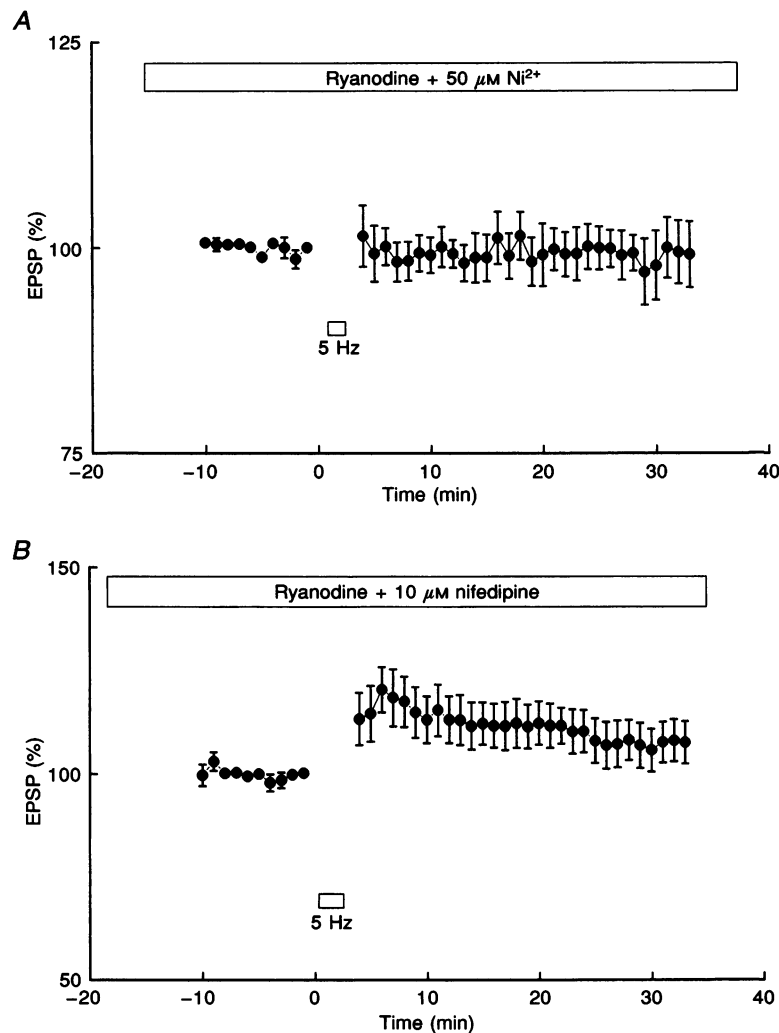 A
125
Ryanodine + 50 μM Ni²⁺
EPSP (%)
100
5 Hz
75
−20 −10 0 10 20 30 40
Time (min)
B
150
Ryanodine + 10 μM nifedipine
EPSP (%)
100
5 Hz
50
−20 −10 0 10 20 30 40
Time (min)